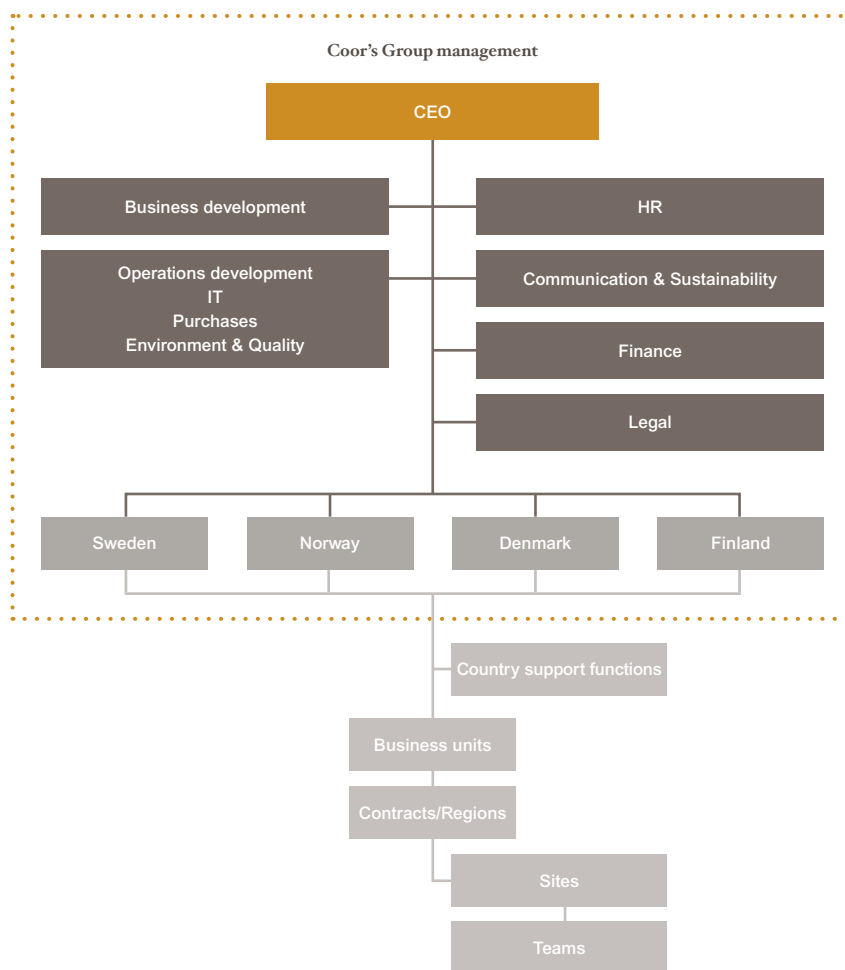 Coor's Group management
CEO
Business development
HR
Operations development
IT
Purchases
Environment & Quality
Communication & Sustainability
Finance
Legal
Sweden
Norway
Denmark
Finland
Country support functions
Business units
Contracts/Regions
Sites
Teams